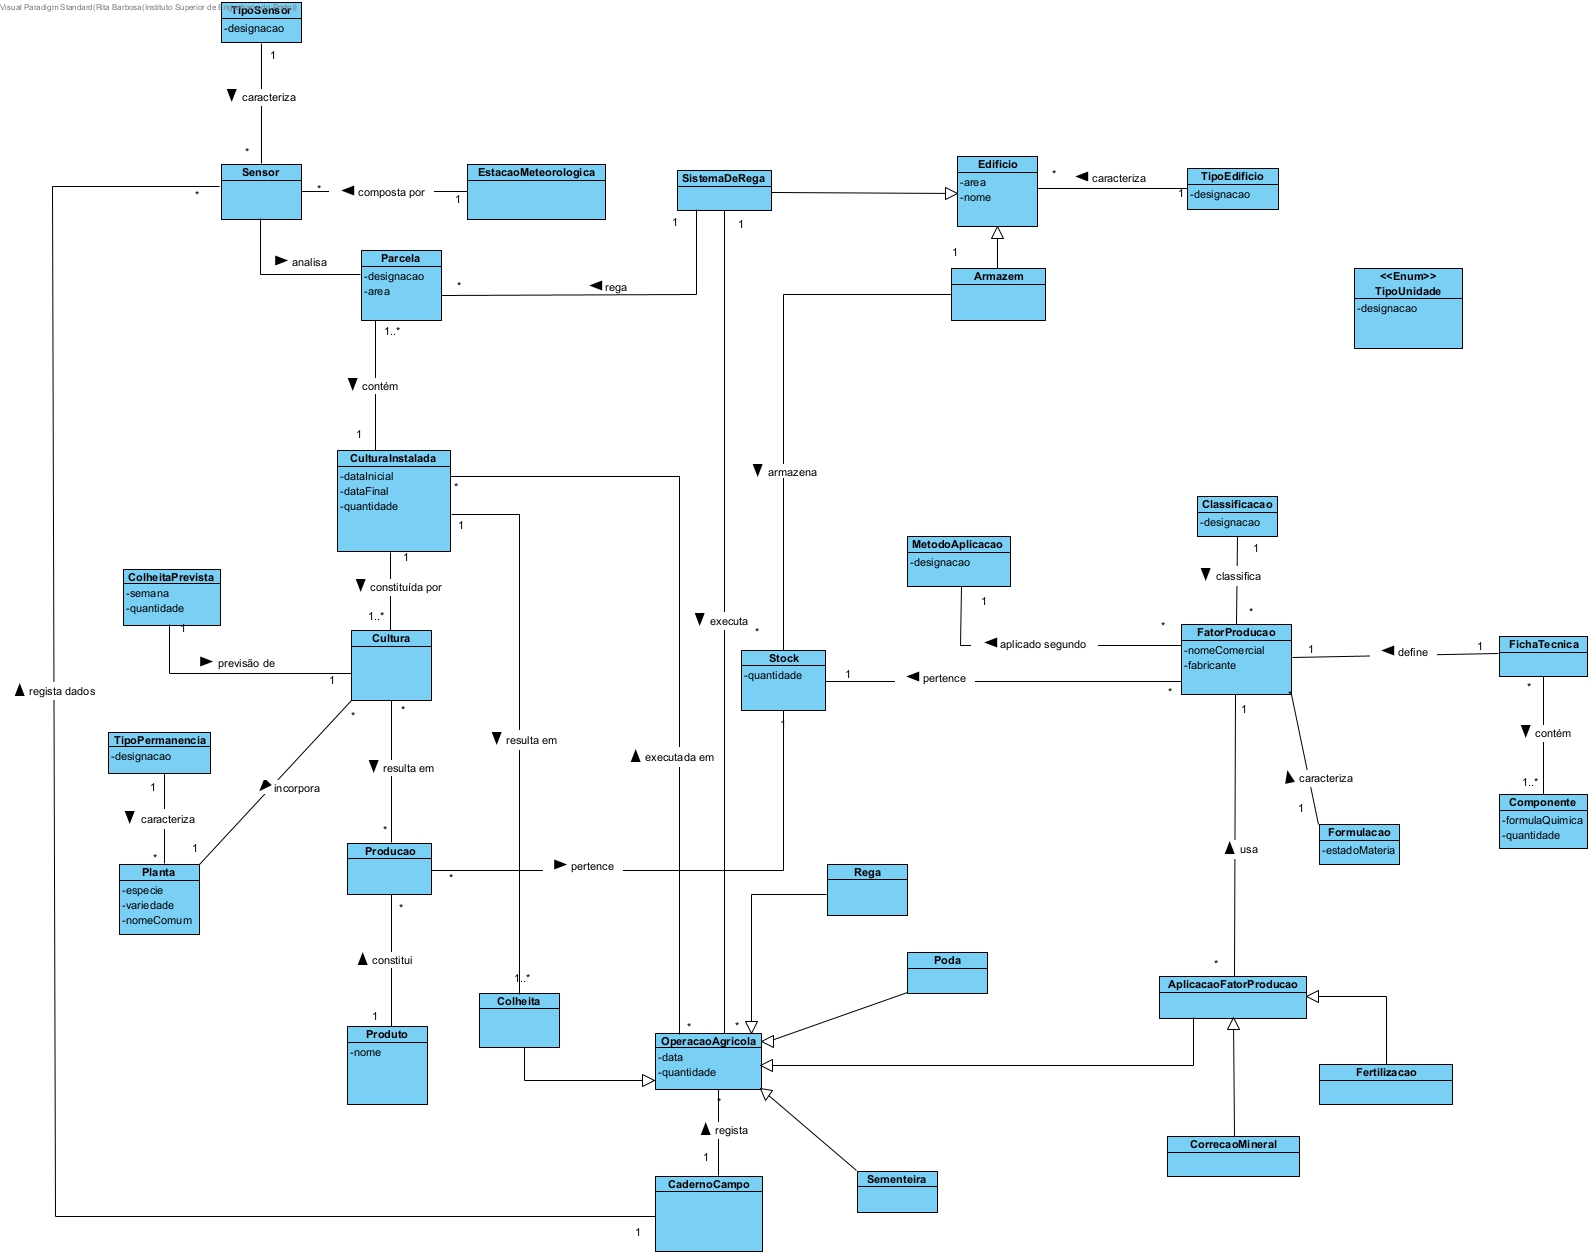 Visual Paradigm Standard(Rita Barbosa(Instituto Superior de
TipoSensor
-designacao
1
caracteriza
*
Sensor
*
*
composta por
1
EstacaoMeteorologica
analisa
Parcela
-designacao
-area
*
rega
1
SistemaDeRega
1
Edificio
-area
-nome
*
caracteriza
1
TipoEdificio
-designacao
1
Armazem
<<Enum>>
TipoUnidade
-designacao
1..*
contém
1
CulturaInstalada
-dataInicial
-dataFinal
-quantidade
*
1
1
armazena
*
constituída por
1..*
ColheitaPrevista
-semana
-quantidade
1
previsão de
1
Cultura
*
*
executa
Stock
-quantidade
1
pertence
*
1
MetodoAplicacao
-designacao
1
aplicado segundo
*
Classificacao
-designacao
1
classifica
*
FatorProducao
-nomeComercial
-fabricante
1
define
1
FichaTecnica
*
contém
1..*
Componente
-formulaQuimica
-quantidade
*
caracteriza
1
Formulacao
-estadoMateria
1
usa
*
regista dados
TipoPermanencia
-designacao
1
caracteriza
*
incorpora
1
Planta
-especie
-variedade
-nomeComum
resulta em
*
resulta em
executada em
Producao
*
pertence
*
constitui
1
Produto
-nome
1..*
Colheita
Rega
Poda
AplicacaoFatorProducao
*
*
OperacaoAgricola
-data
-quantidade
*
regista
1
Fertilizacao
CorrecaoMineral
Sementeira
CadernoCampo
1